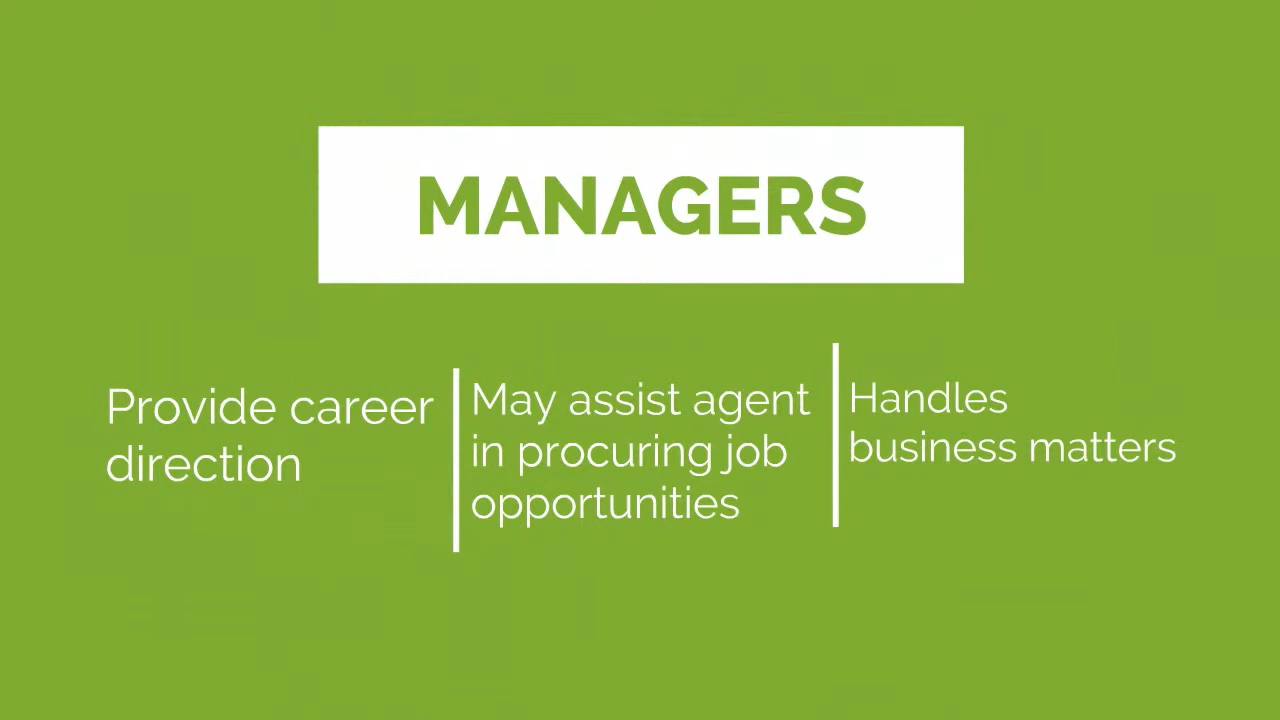 MANAGERS
Provide career
direction
May assist agent
in procuring job
opportunities
Handles
business matters